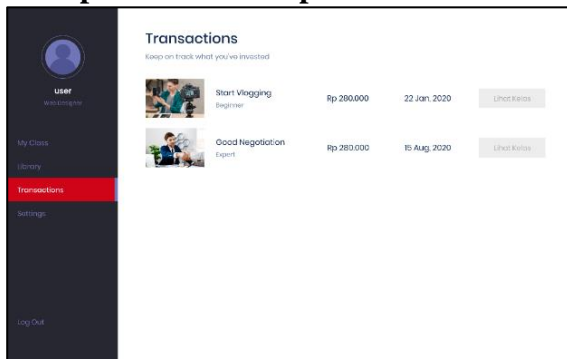 user
My Class
Library
Transactions
Settings
Log Out
Transactions
Keep on track what you've invested
Start Vlogging
Beginner
Rp 280.000
22 Jan, 2020
Lihat Kelas
Good Negotiation
Expert
Rp 280.000
15 Aug, 2020
Lihat Kelas